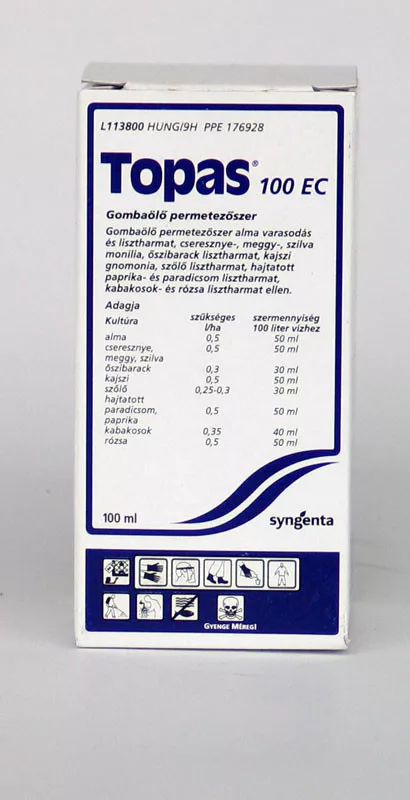 L113800 HUNG/9H PPE 176928
Topas® 100 EC
Gombaölő permetezőszer
Gombaölő permetezőszer alma varasodás
és lisztharmat, cseresznye-, meggy-, szilva
monilia, őszibarack lisztharmat, kajszi
gnomonia, szőlő lisztharmat, hajtatott
paprika- és paradicsom lisztharmat,
kabakosok- és rózsa lisztharmat ellen.
Adagja
Kultúra szükséges szermennyiség
l/ha 100 liter vízhez
alma 0,5 50 ml
cseresznye, 0,5 50 ml
meggy, szilva
őszibarack 0,3 30 ml
kajszi 0,5 50 ml
szőlő 0,25-0,3 30 ml
hajtatott
paradicsom, 0,5 50 ml
paprika
kabakosok 0,35 40 ml
rózsa 0,5 50 ml
100 ml
syngenta
GYENGE MÉREG!